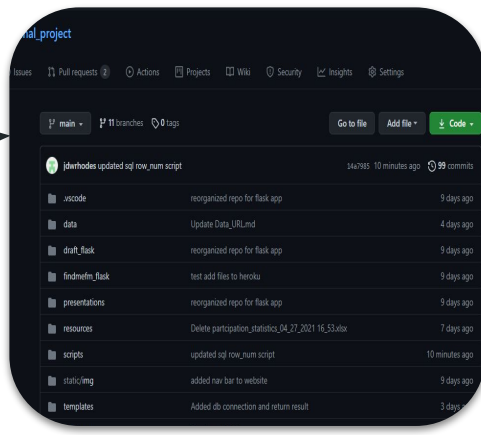 nal_project
Issues Pull requests 2 Actions Projects Wiki Security Insights Settings
main 11 branches 0 tags Go to file Add file Code
jdwrhodes updated sql row_num script 14e7985 10 minutes ago 99 commits
.vscode reorganized repo for flask app 9 days ago
data Update Data_URL.md 4 days ago
draft_flask reorganized repo for flask app 9 days ago
findmefm_flask test add files to heroku 9 days ago
presentations reorganized repo for flask app 9 days ago
resources Delete partcipation_statistics_04_27_2021 16_53.xlsx 7 days ago
scripts updated sql row_num script 10 minutes ago
static/img added nav bar to website 9 days ago
templates Added db connection and return result 3 days